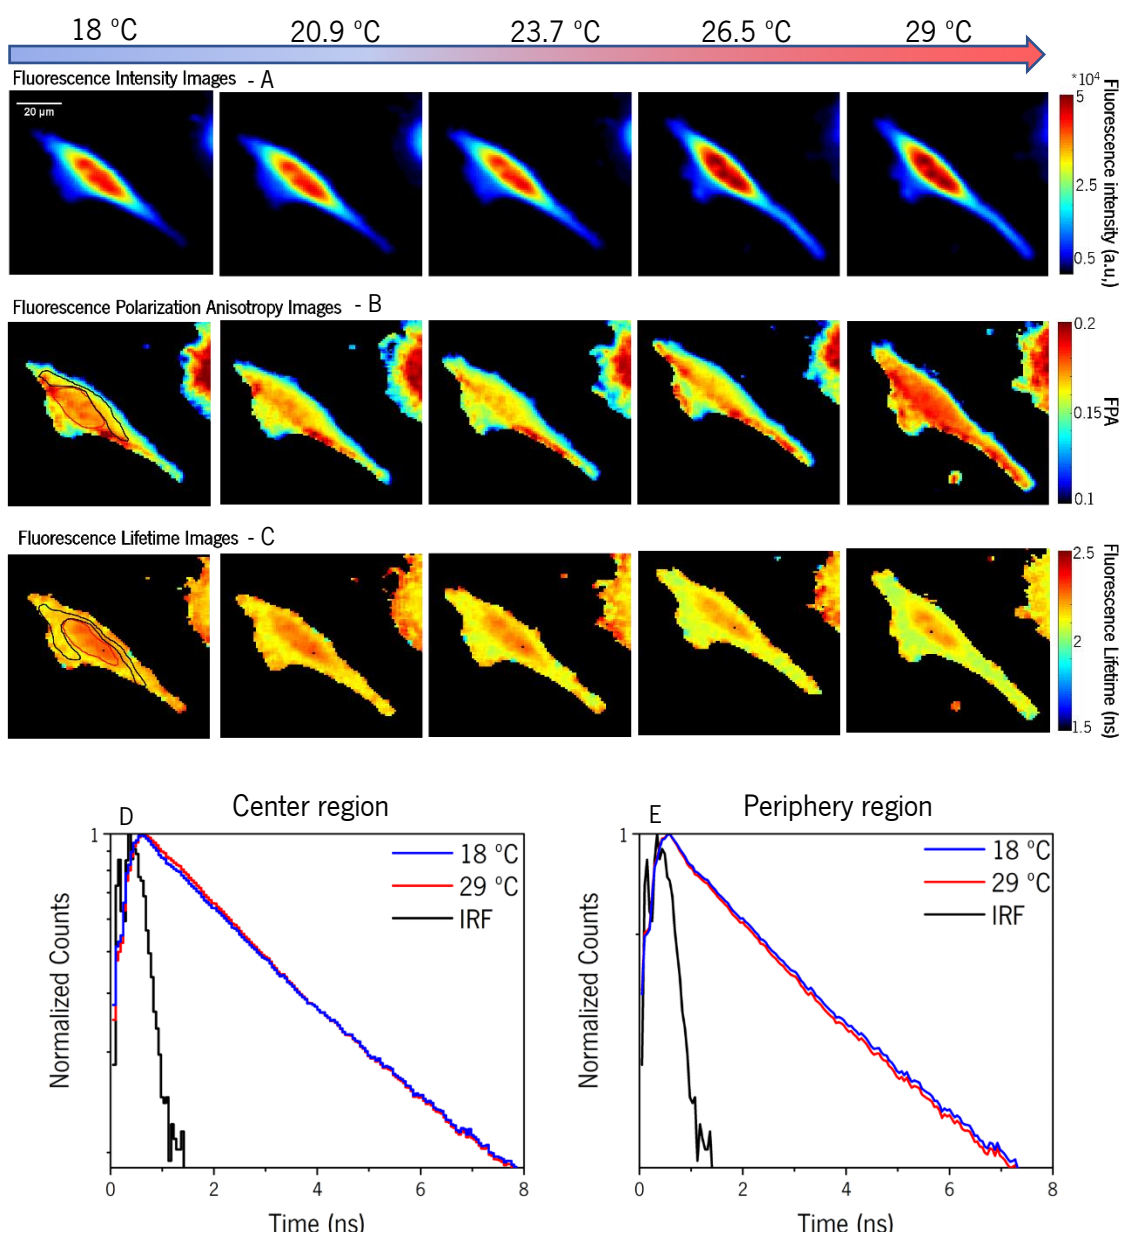 18 °C 20.9 °C 23.7 °C 26.5 °C 29 °C
Fluorescence Intensity Images - A
20 µm
*10⁴
5
2.5
0.5
Fluorescence intensity (a.u,)
Fluorescence Polarization Anisotropy Images - B
0.2
0.15
0.1
FPA
Fluorescence Lifetime Images - C
2.5
2
1.5
Fluorescence Lifetime (ns)
D Center region
1
18 °C
29 °C
IRF
Normalized Counts
0 2 4 6 8
Time (ns)
E Periphery region
1
18 °C
29 °C
IRF
Normalized Counts
0 2 4 6 8
Time (ns)